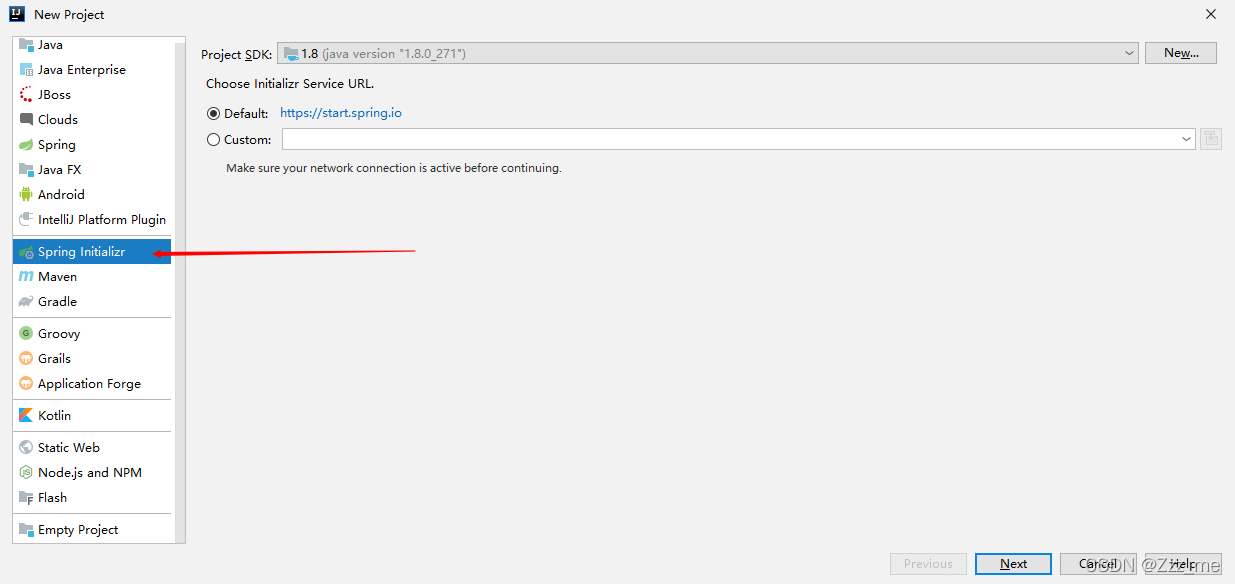 New Project
Java
Java Enterprise
JBoss
Clouds
Spring
Java FX
Android
IntelliJ Platform Plugin
Spring Initializr
Maven
Gradle
Groovy
Grails
Application Forge
Kotlin
Static Web
Node.js and NPM
Flash
Empty Project
Project SDK: 1.8 (java version "1.8.0_271") New...
Choose Initializr Service URL.
Default: https://start.spring.io
Custom:
Make sure your network connection is active before continuing.
Previous Next Cancel Help
CSDN @Zzz_me